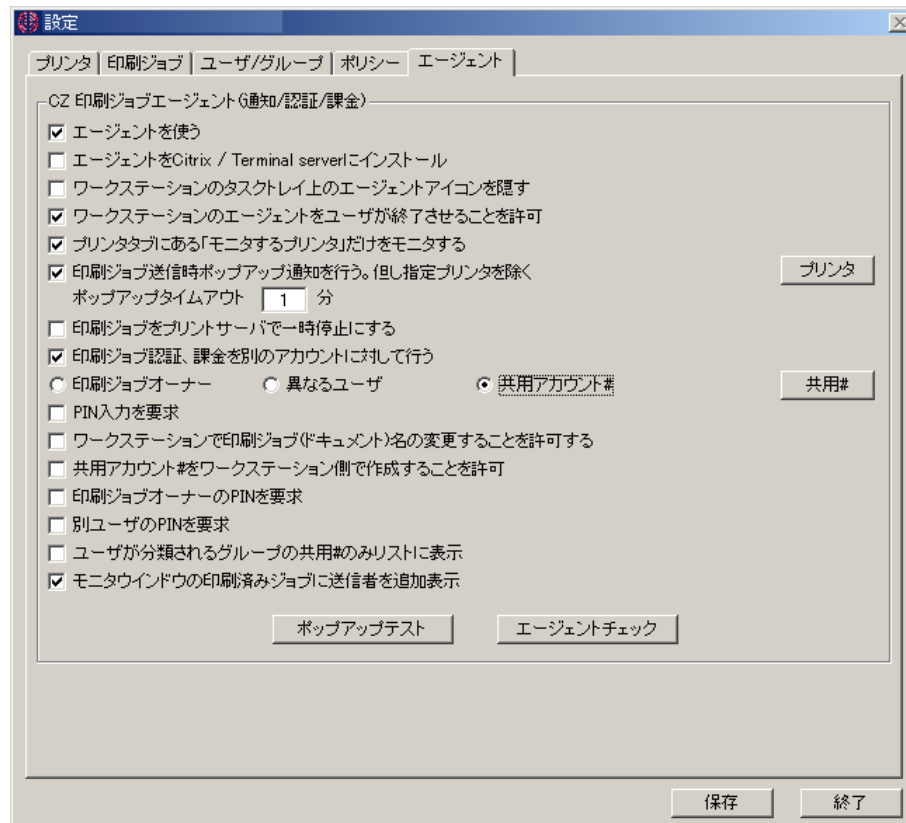 設定
プリンタ 印刷ジョブ ユーザ/グループ ポリシー エージェント
CZ 印刷ジョブエージェント(通知/認証/課金)
エージェントを使う
エージェントをCitrix / Terminal serverにインストール
ワークステーションのタスクトレイ上のエージェントアイコンを隠す
ワークステーションのエージェントをユーザが終了させることを許可
プリンタタブにある「モニタするプリンタ」だけをモニタする
印刷ジョブ送信時ポップアップ通知を行う。但し指定プリンタを除く プリンタ
ポップアップタイムアウト 1 分
印刷ジョブをプリントサーバで一時停止にする
印刷ジョブ認証、課金を別のアカウントに対して行う
印刷ジョブオーナー 異なるユーザ 共用アカウント# 共用#
PIN入力を要求
ワークステーションで印刷ジョブ(ドキュメント)名の変更することを許可する
共用アカウント#をワークステーション側で作成することを許可
印刷ジョブオーナーのPINを要求
別ユーザのPINを要求
ユーザが分類されるグループの共用#のみリストに表示
モニタウインドウの印刷済みジョブに送信者を追加表示
ポップアップテスト エージェントチェック
保存 終了